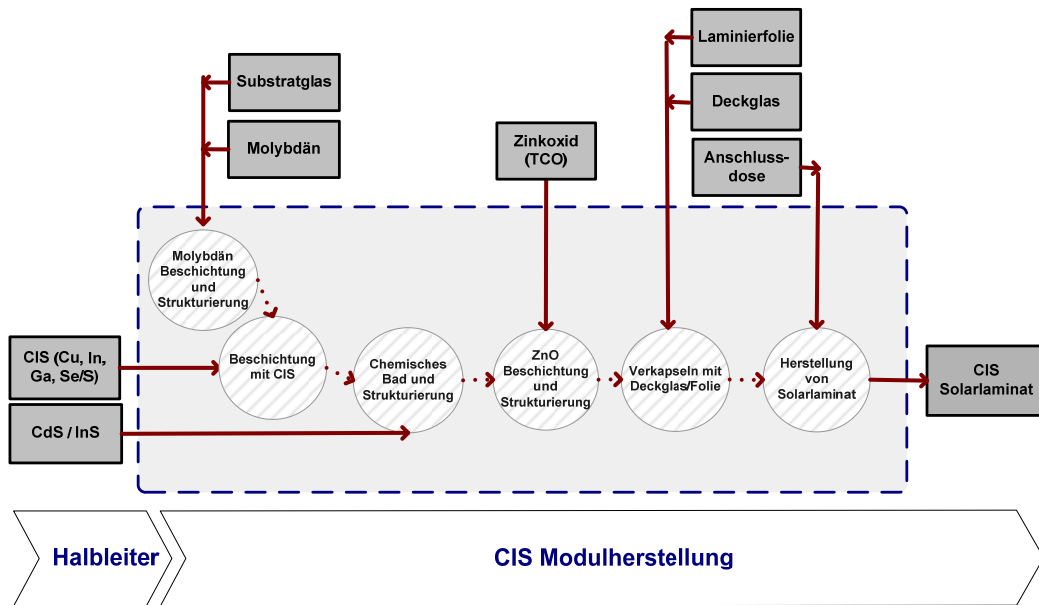 Laminierfolie
Substratglas
Deckglas
Molybdän
Zinkoxid
(TCO)
Anschluss-
dose
Molybdän
Beschichtung
und
Strukturierung
CIS (Cu, In,
Ga, Se/S)
Beschichtung
mit CIS
Chemisches
Bad und
Strukturierung
ZnO
Beschichtung
und
Strukturierung
Verkapseln mit
Deckglas/Folie
Herstellung
von
Solarlaminat
CIS
Solarlaminat
CdS / InS
Halbleiter
CIS Modulherstellung